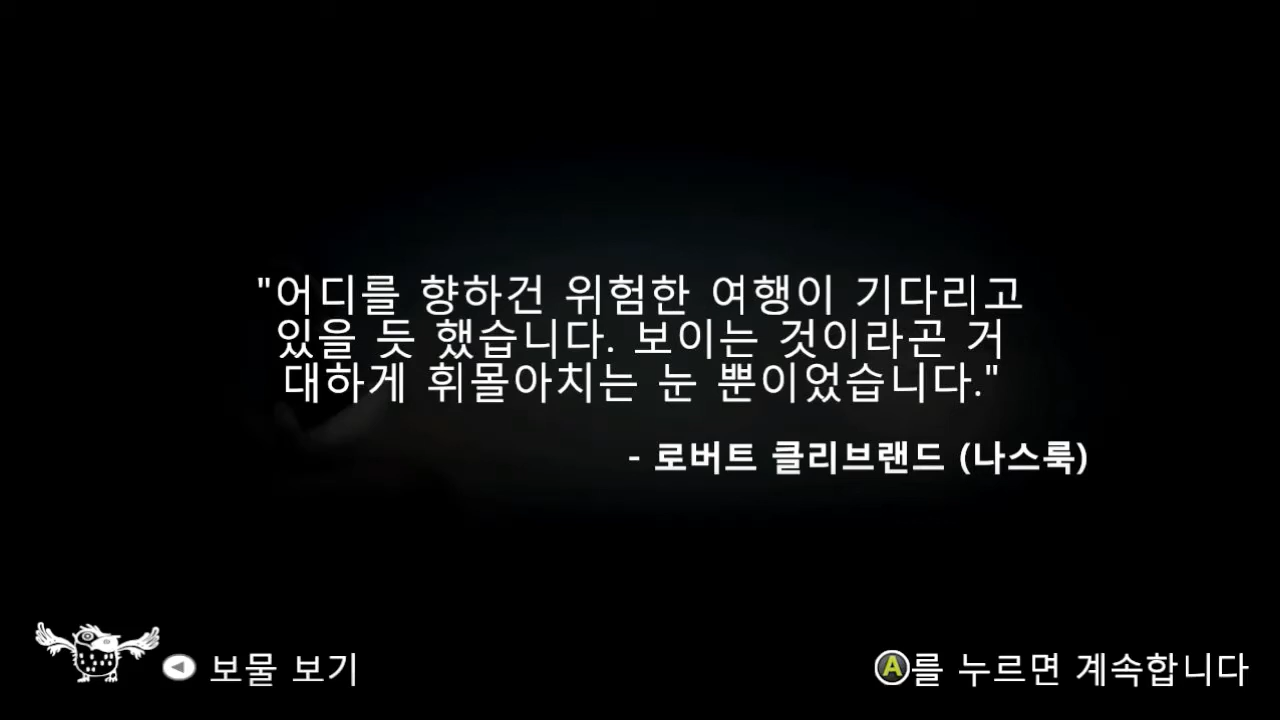 "어디를 향하건 위험한 여행이 기다리고
있을 듯 했습니다. 보이는 것이라곤 거
대하게 휘몰아치는 눈 뿐이었습니다."
- 로버트 클리브랜드 (나스룩)
보물 보기
A를 누르면 계속합니다